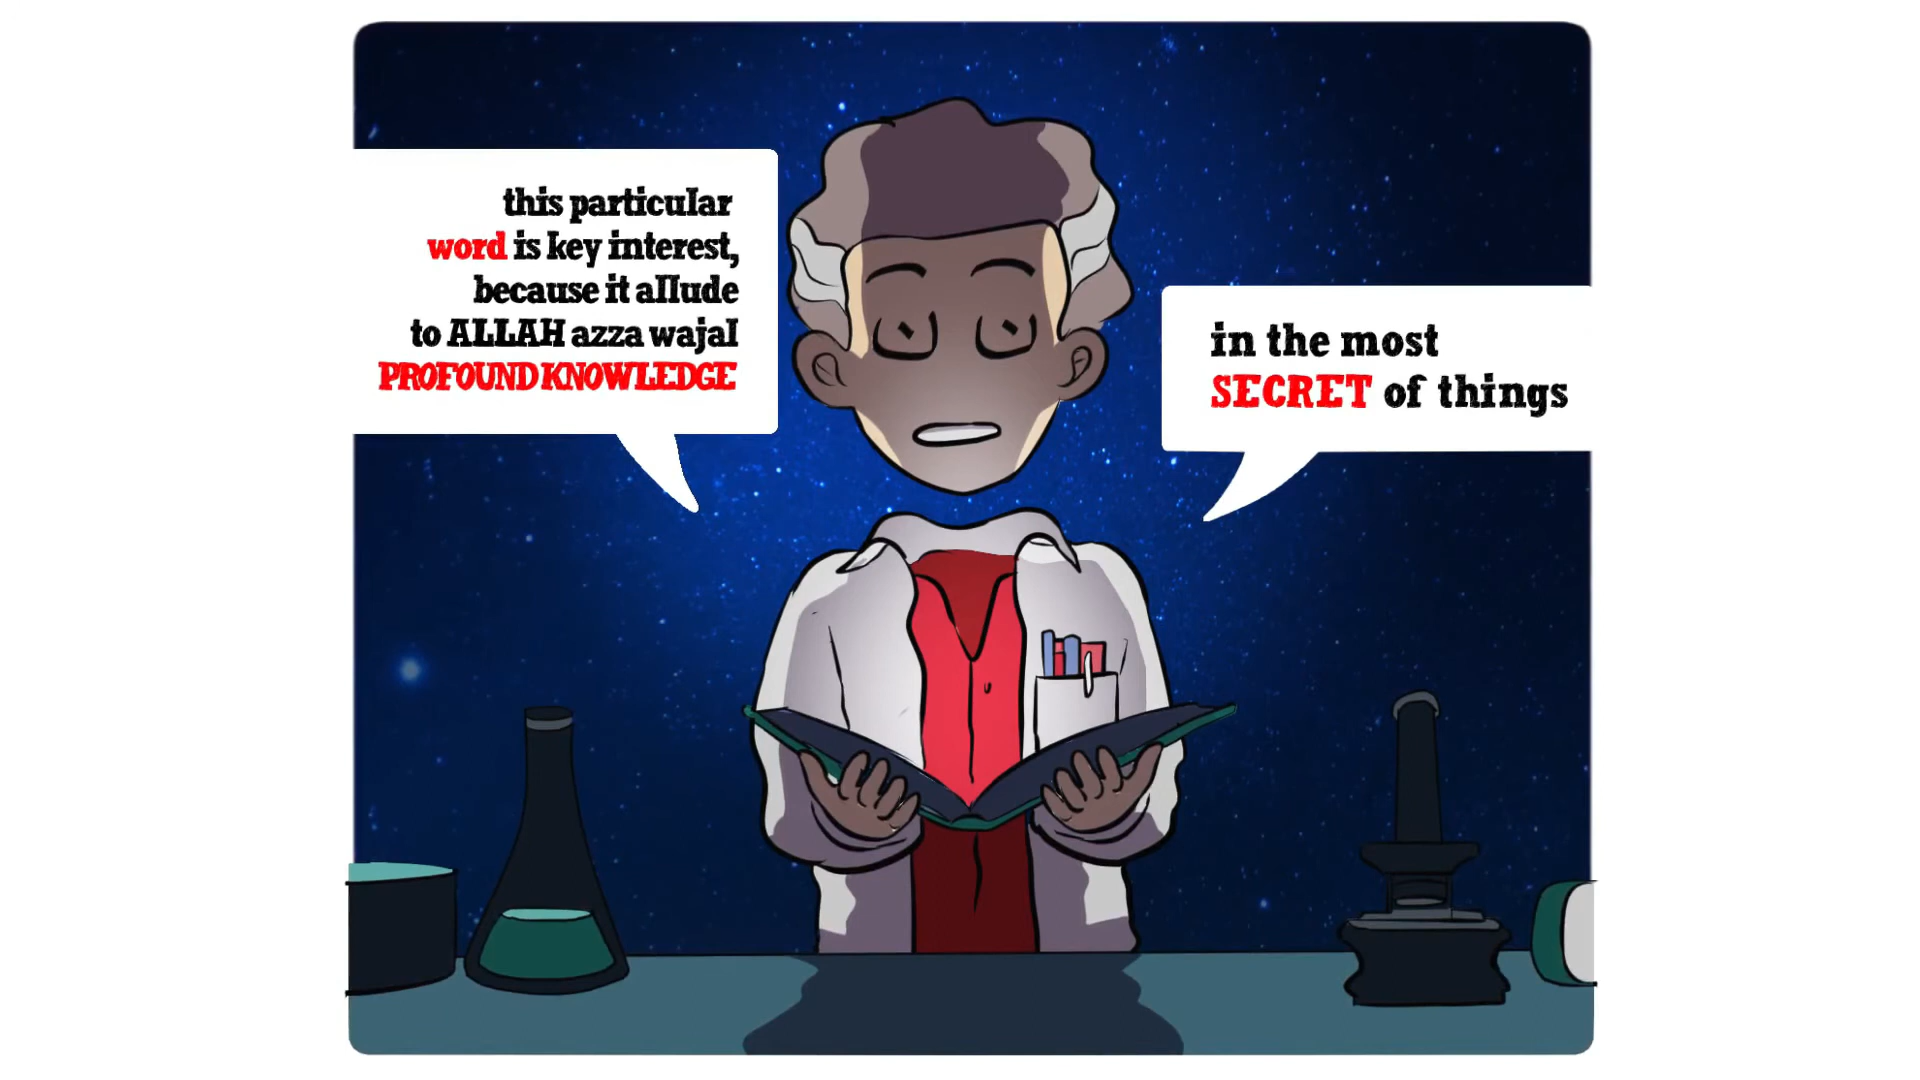 this particular
word is key interest,
because it allude
to ALLAH azza wajal
PROFOUND KNOWLEDGE
in the most
SECRET of things